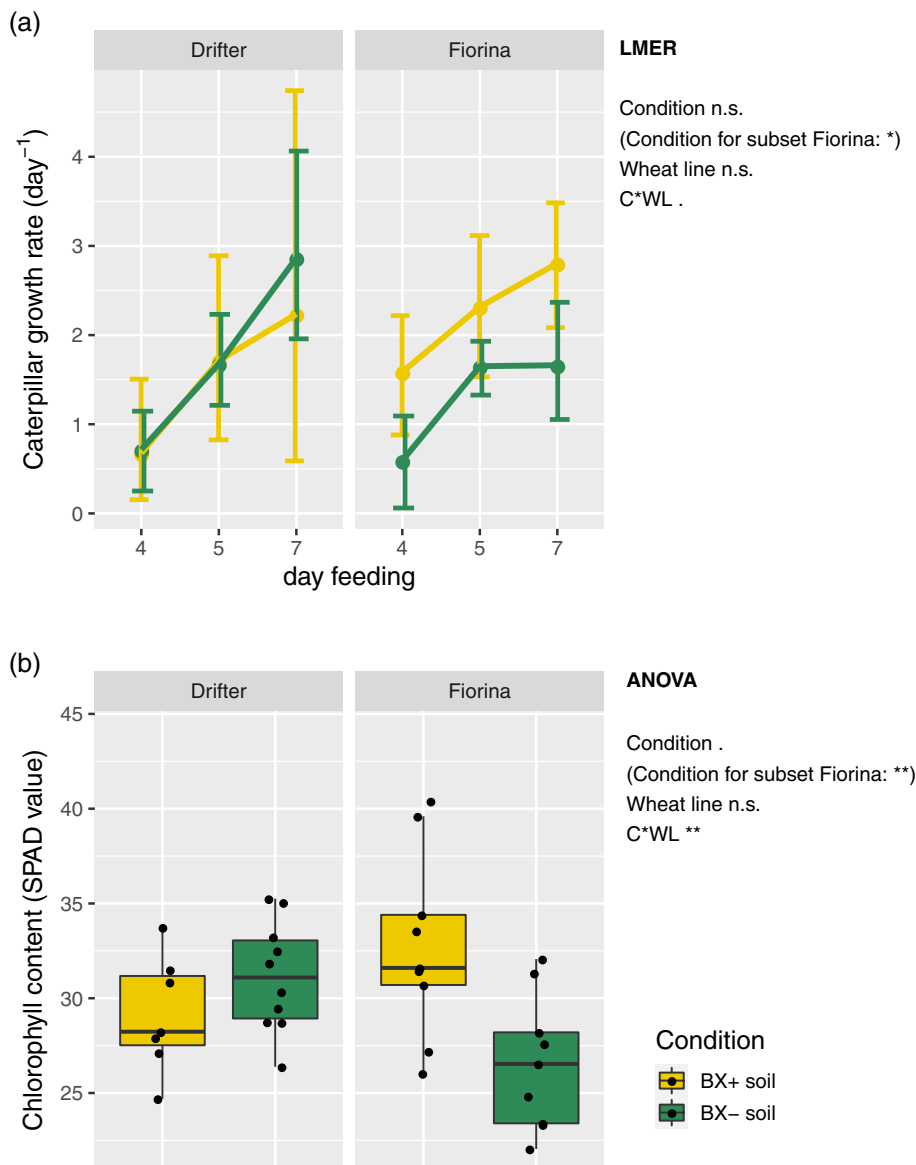 (a)
Drifter
Fiorina
LMER
Condition n.s.
(Condition for subset Fiorina: *)
Wheat line n.s.
C*WL .
Caterpillar growth rate (day⁻¹)
4
3
2
1
0
4
5
7
4
5
7
day feeding
(b)
Drifter
Fiorina
ANOVA
Condition .
(Condition for subset Fiorina: **)
Wheat line n.s.
C*WL **
Chlorophyll content (SPAD value)
45
40
35
30
25
Condition
BX+ soil
BX− soil